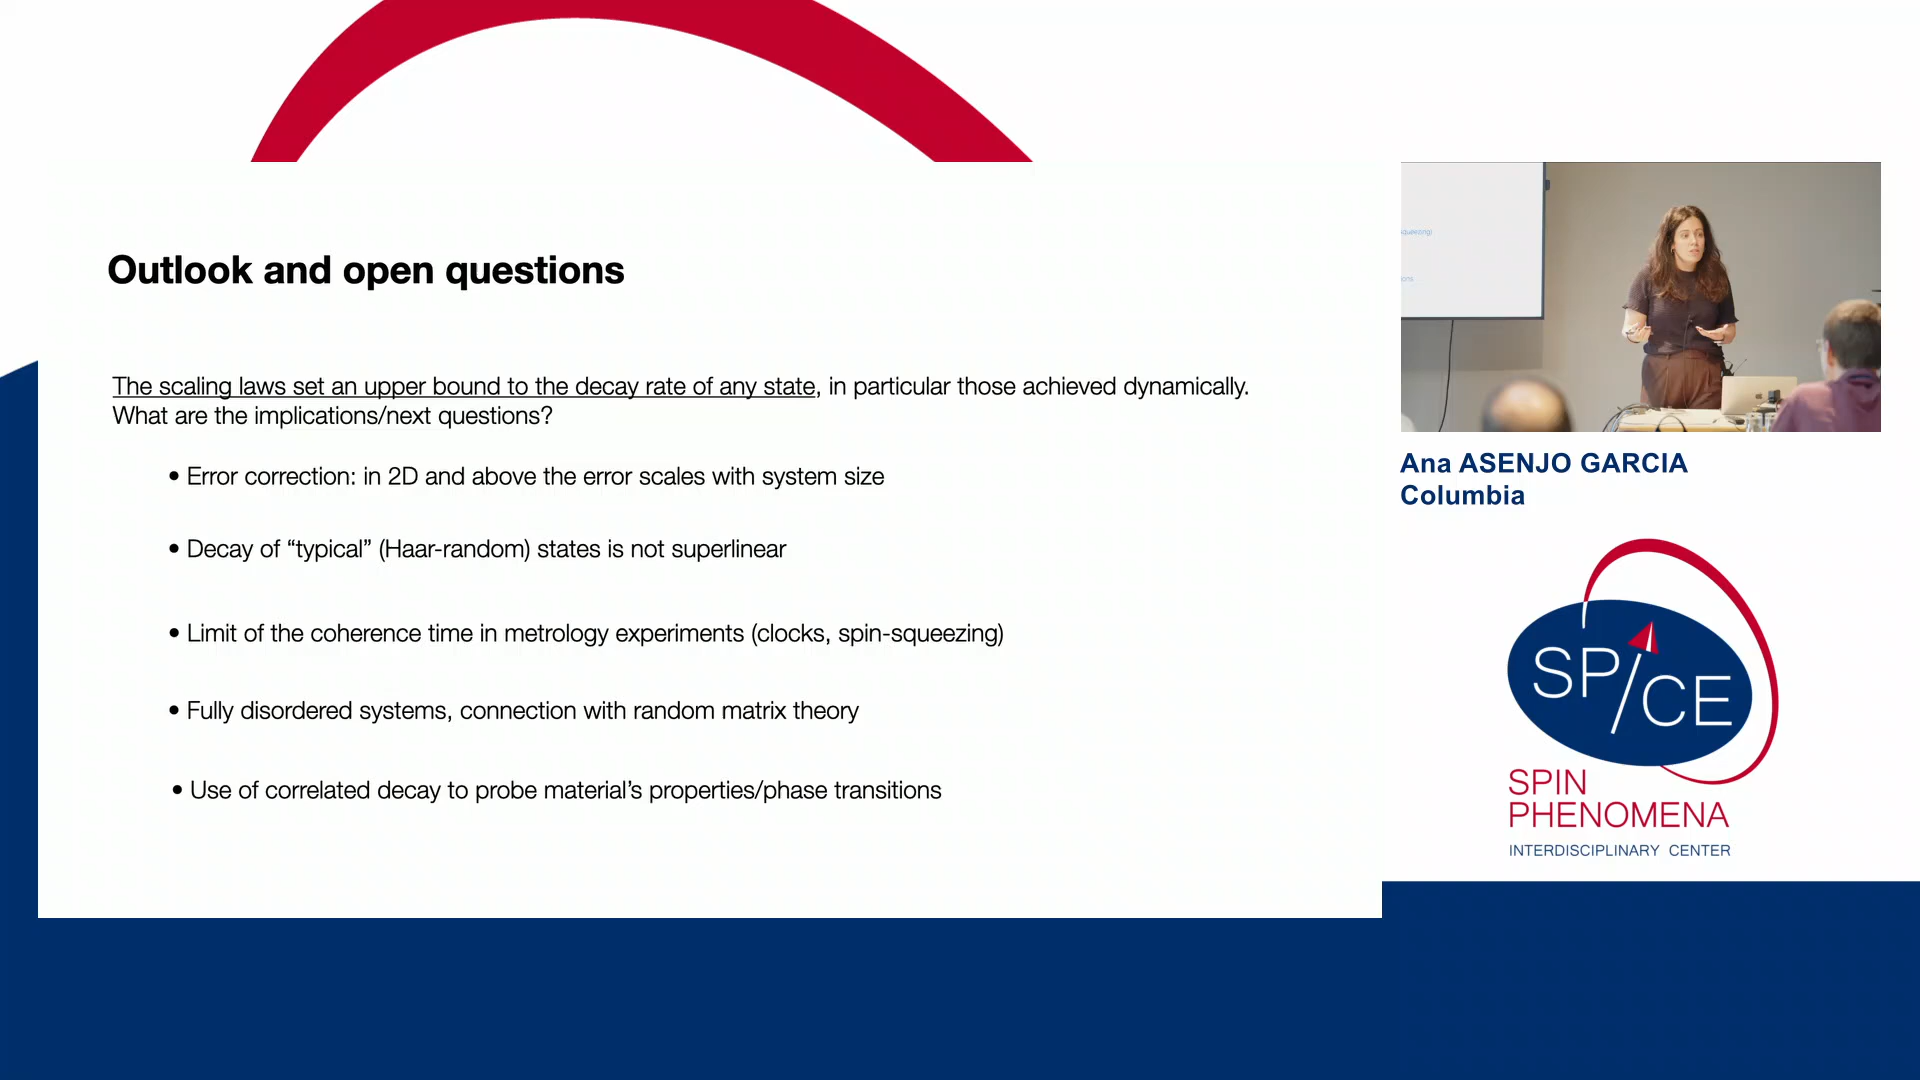 Outlook and open questions
The scaling laws set an upper bound to the decay rate of any state, in particular those achieved dynamically.
What are the implications/next questions?
• Error correction: in 2D and above the error scales with system size
• Decay of “typical” (Haar-random) states is not superlinear
• Limit of the coherence time in metrology experiments (clocks, spin-squeezing)
• Fully disordered systems, connection with random matrix theory
• Use of correlated decay to probe material’s properties/phase transitions
squeezing)
Ana ASENJO GARCIA
Columbia
SPICE
SPIN
PHENOMENA
INTERDISCIPLINARY CENTER